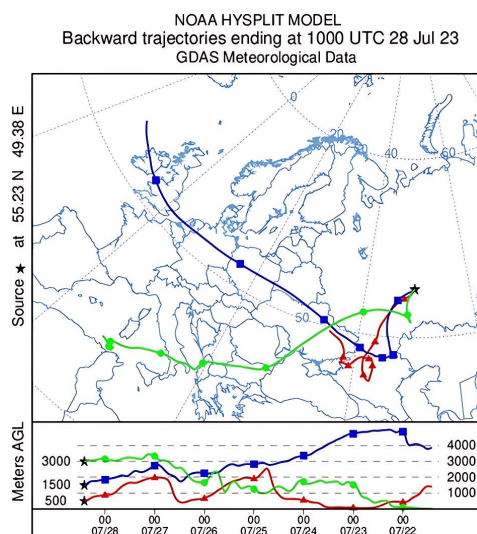 NOAA HYSPLIT MODEL
Backward trajectories ending at 1000 UTC 28 Jul 23
GDAS Meteorological Data
Source ★ at 55.23 N 49.38 E
0
20
40
60
50
Meters AGL
3000
1500
500
4000
3000
2000
1000
00 00 00 00 00 00 00
07/28 07/27 07/26 07/25 07/24 07/23 07/22